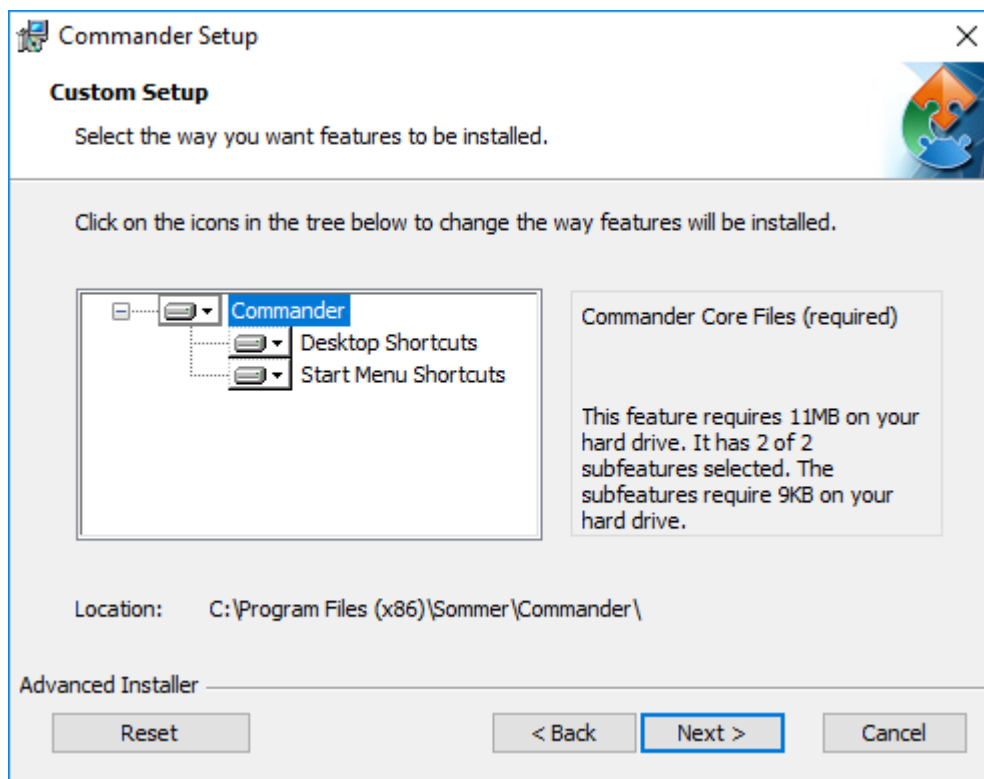 Commander Setup
Custom Setup
Select the way you want features to be installed.
Click on the icons in the tree below to change the way features will be installed.
Commander
Desktop Shortcuts
Start Menu Shortcuts
Commander Core Files (required)
This feature requires 11MB on your
hard drive. It has 2 of 2
subfeatures selected. The
subfeatures require 9KB on your
hard drive.
Location: C:\Program Files (x86)\Sommer\Commander\
Advanced Installer
Reset < Back Next > Cancel